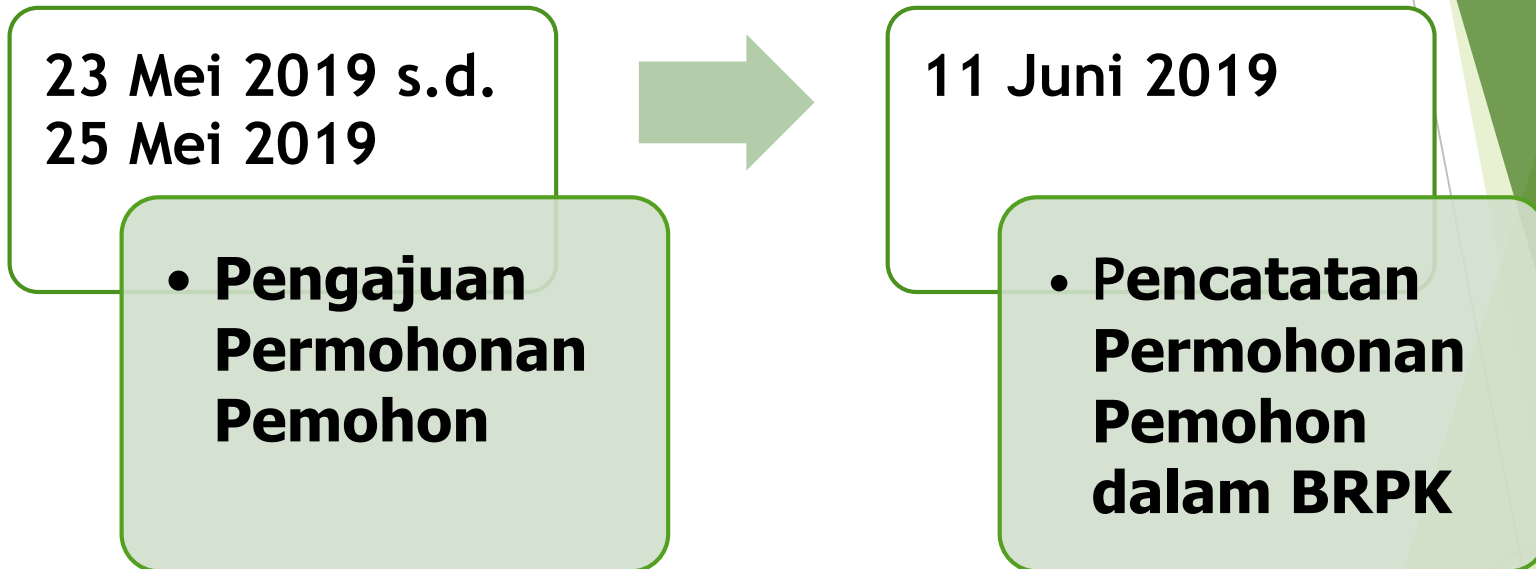 23 Mei 2019 s.d.
25 Mei 2019
• Pengajuan
Permohonan
Pemohon
11 Juni 2019
• Pencatatan
Permohonan
Pemohon
dalam BRPK